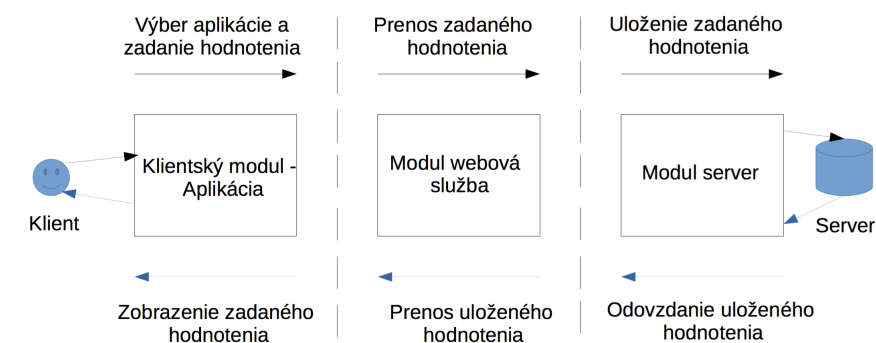 Výber aplikácie a
zadanie hodnotenia
Prenos zadaného
hodnotenia
Uloženie zadaného
hodnotenia
Klient
Klientský modul -
Aplikácia
Modul webová
služba
Modul server
Server
Zobrazenie zadaného
hodnotenia
Prenos uloženého
hodnotenia
Odovzdanie uloženého
hodnotenia